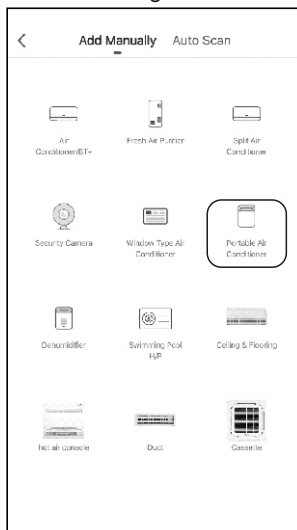 Add Manually Auto Scan
Air Fresh Air Purifier Split Air
Conditioner(BT+ Conditioner
Security Camera Window Type Air Portable Air
Conditioner Conditioner
Dehumidifier Swimming Pool Ceiling & Flooring
H/P
hot air console Duct Cassette